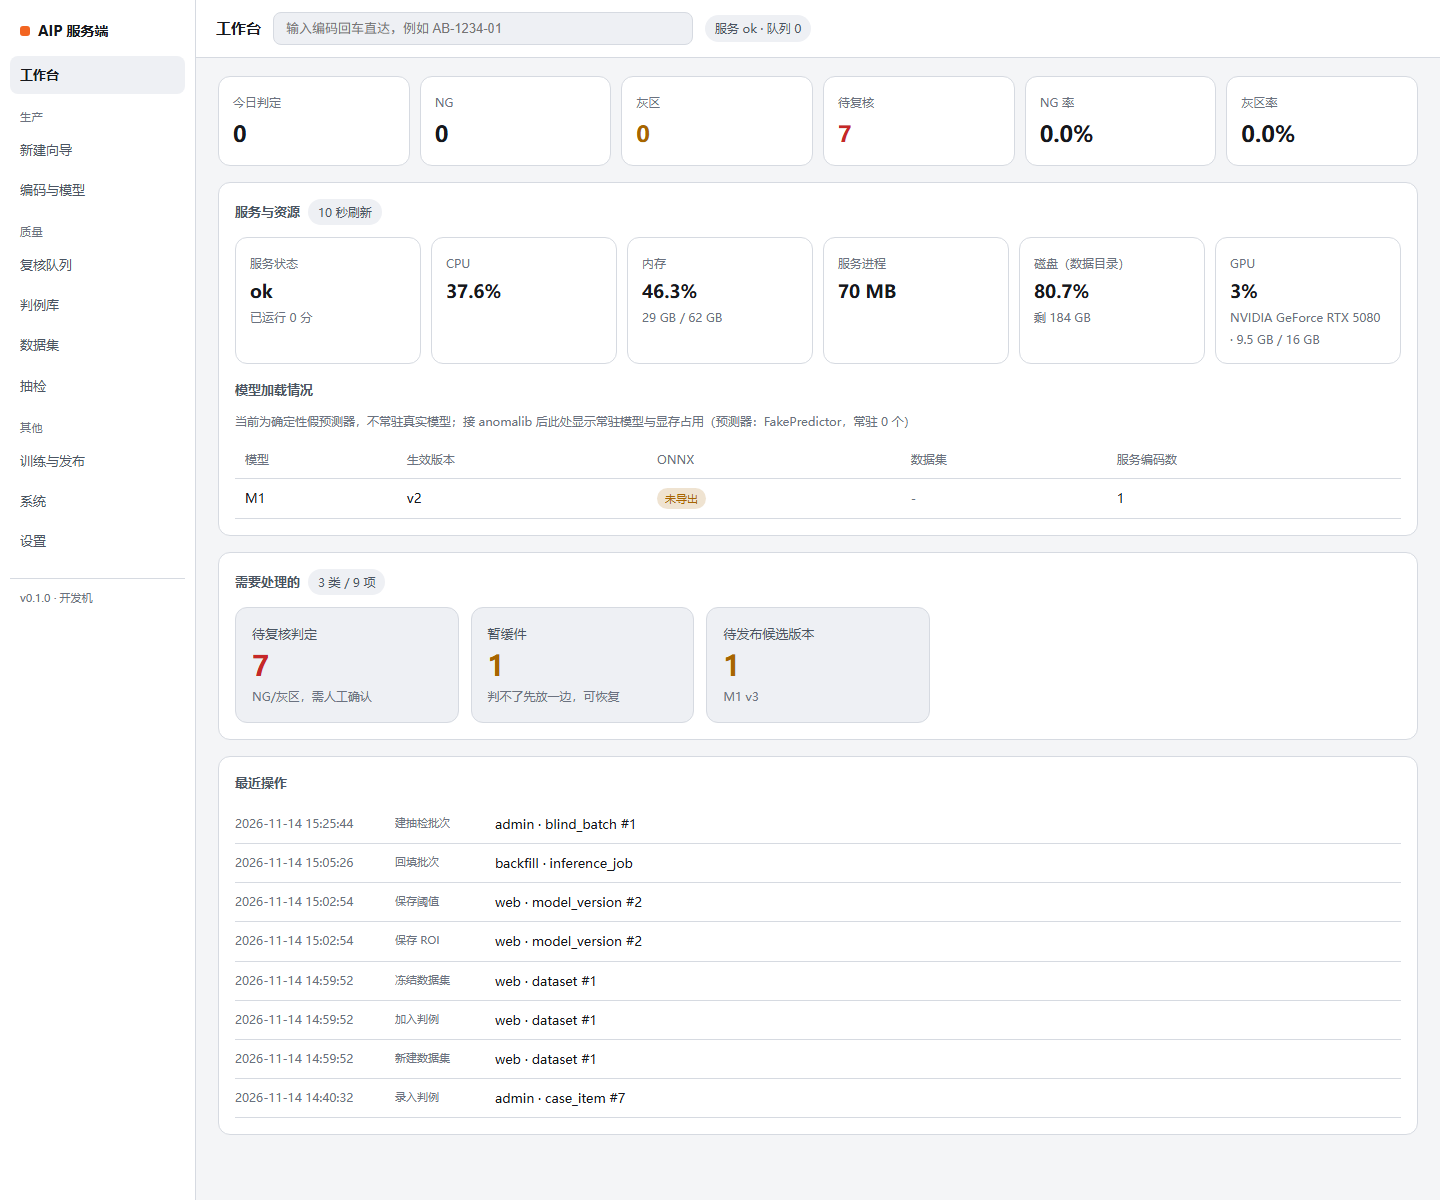 AIP 服务端
工作台
生产
新建向导
编码与模型
质量
复核队列
判例库
数据集
抽检
其他
训练与发布
系统
设置
v0.1.0 · 开发机
工作台
输入编码回车直达，例如 AB-1234-01
服务 ok · 队列 0
今日判定
0
NG
0
灰区
0
待复核
7
NG 率
0.0%
灰区率
0.0%
服务与资源
10 秒刷新
服务状态
ok
已运行 0 分
CPU
37.6%
内存
46.3%
29 GB / 62 GB
服务进程
70 MB
磁盘（数据目录）
80.7%
剩 184 GB
GPU
3%
NVIDIA GeForce RTX 5080
· 9.5 GB / 16 GB
模型加载情况
当前为确定性假预测器，不常驻真实模型；接 anomalib 后此处显示常驻模型与显存占用（预测器：FakePredictor，常驻 0 个）
模型 生效版本 ONNX 数据集 服务编码数
M1 v2 未导出 - 1
需要处理的
3 类 / 9 项
待复核判定
7
NG/灰区，需人工确认
暂缓件
1
判不了先放一边，可恢复
待发布候选版本
1
M1 v3
最近操作
2026-11-14 15:25:44 建抽检批次 admin · blind_batch #1
2026-11-14 15:05:26 回填批次 backfill · inference_job
2026-11-14 15:02:54 保存阈值 web · model_version #2
2026-11-14 15:02:54 保存 ROI web · model_version #2
2026-11-14 14:59:52 冻结数据集 web · dataset #1
2026-11-14 14:59:52 加入判例 web · dataset #1
2026-11-14 14:59:52 新建数据集 web · dataset #1
2026-11-14 14:40:32 录入判例 admin · case_item #7